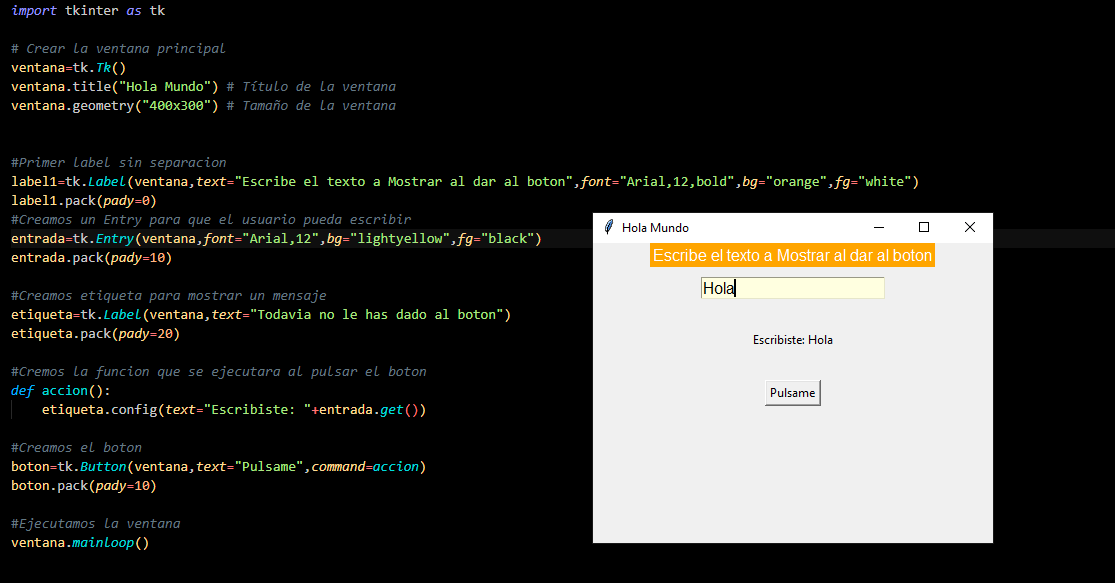 import tkinter as tk
# Crear la ventana principal
ventana=tk.Tk()
ventana.title("Hola Mundo") # Título de la ventana
ventana.geometry("400x300") # Tamaño de la ventana
#Primer label sin separacion
label1=tk.Label(ventana,text="Escribe el texto a Mostrar al dar al boton",font="Arial,12,bold",bg="orange",fg="white")
label1.pack(pady=0)
#Creamos un Entry para que el usuario pueda escribir
entrada=tk.Entry(ventana,font="Arial,12",bg="lightyellow",fg="black")
entrada.pack(pady=10)
#Creamos etiqueta para mostrar un mensaje
etiqueta=tk.Label(ventana,text="Todavia no le has dado al boton")
etiqueta.pack(pady=20)
#Cremos la funcion que se ejecutara al pulsar el boton
def accion():
    etiqueta.config(text="Escribiste: "+entrada.get())
#Creamos el boton
boton=tk.Button(ventana,text="Pulsame",command=accion)
boton.pack(pady=10)
#Ejecutamos la ventana
ventana.mainloop()
Hola Mundo
Escribe el texto a Mostrar al dar al boton
Hola
Escribiste: Hola
Pulsame